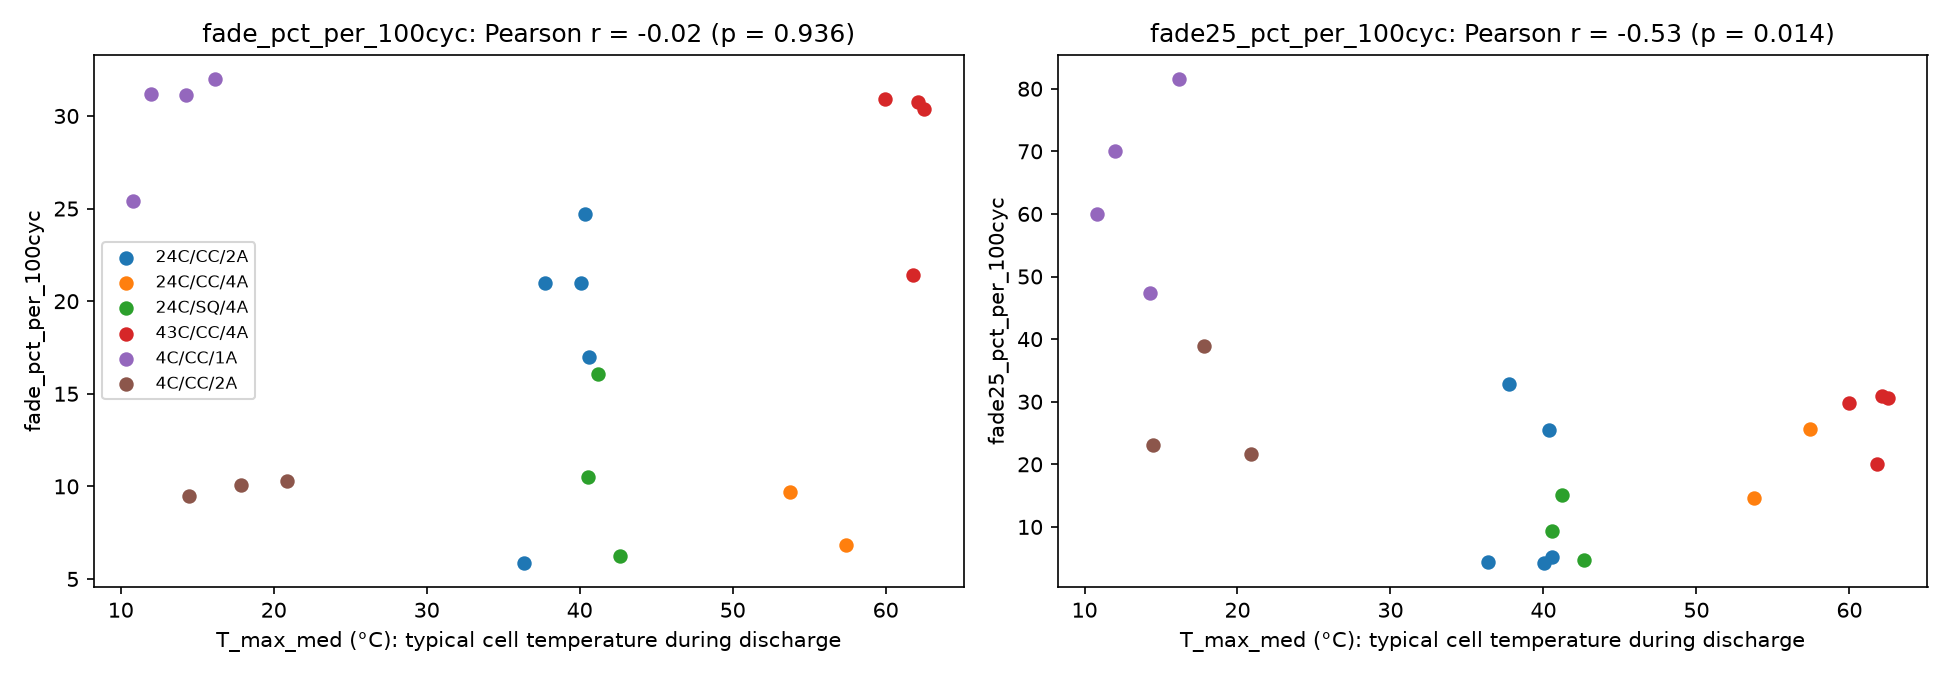 fade_pct_per_100cyc: Pearson r = -0.02 (p = 0.936)
30
25
20
15
10
5
fade_pct_per_100cyc
24C/CC/2A
24C/CC/4A
24C/SQ/4A
43C/CC/4A
4C/CC/1A
4C/CC/2A
10 20 30 40 50 60
T_max_med (°C): typical cell temperature during discharge
fade25_pct_per_100cyc: Pearson r = -0.53 (p = 0.014)
80
70
60
50
40
30
20
10
fade25_pct_per_100cyc
10 20 30 40 50 60
T_max_med (°C): typical cell temperature during discharge